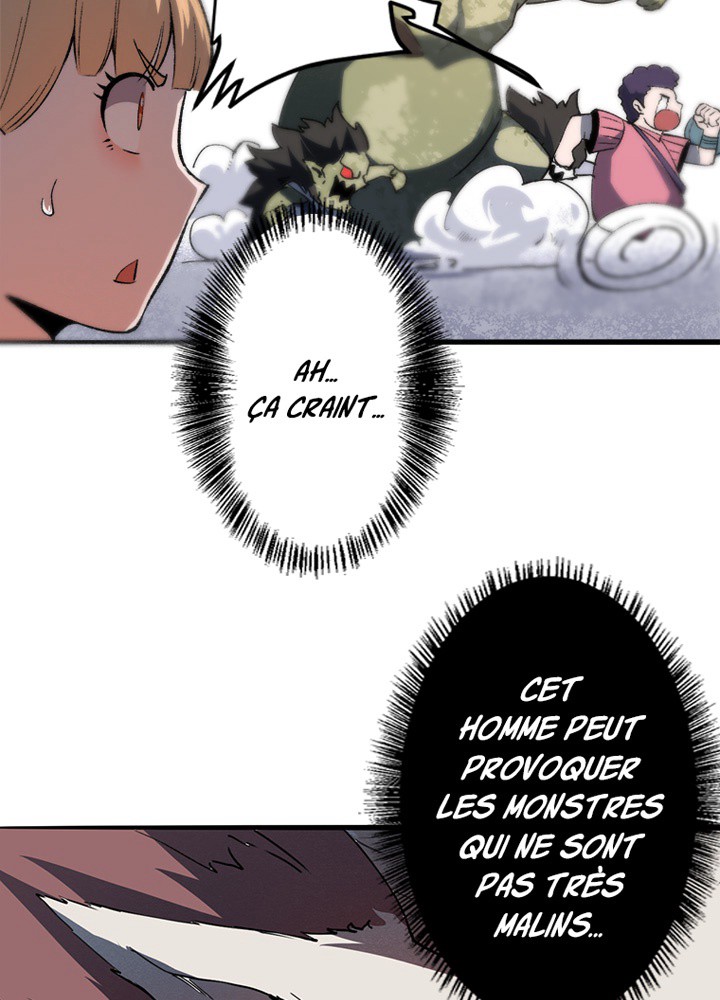 AH...
ÇA CRAINT...
CET
HOMME PEUT
PROVOQUER
LES MONSTRES
QUI NE SONT
PAS TRÈS
MALINS...